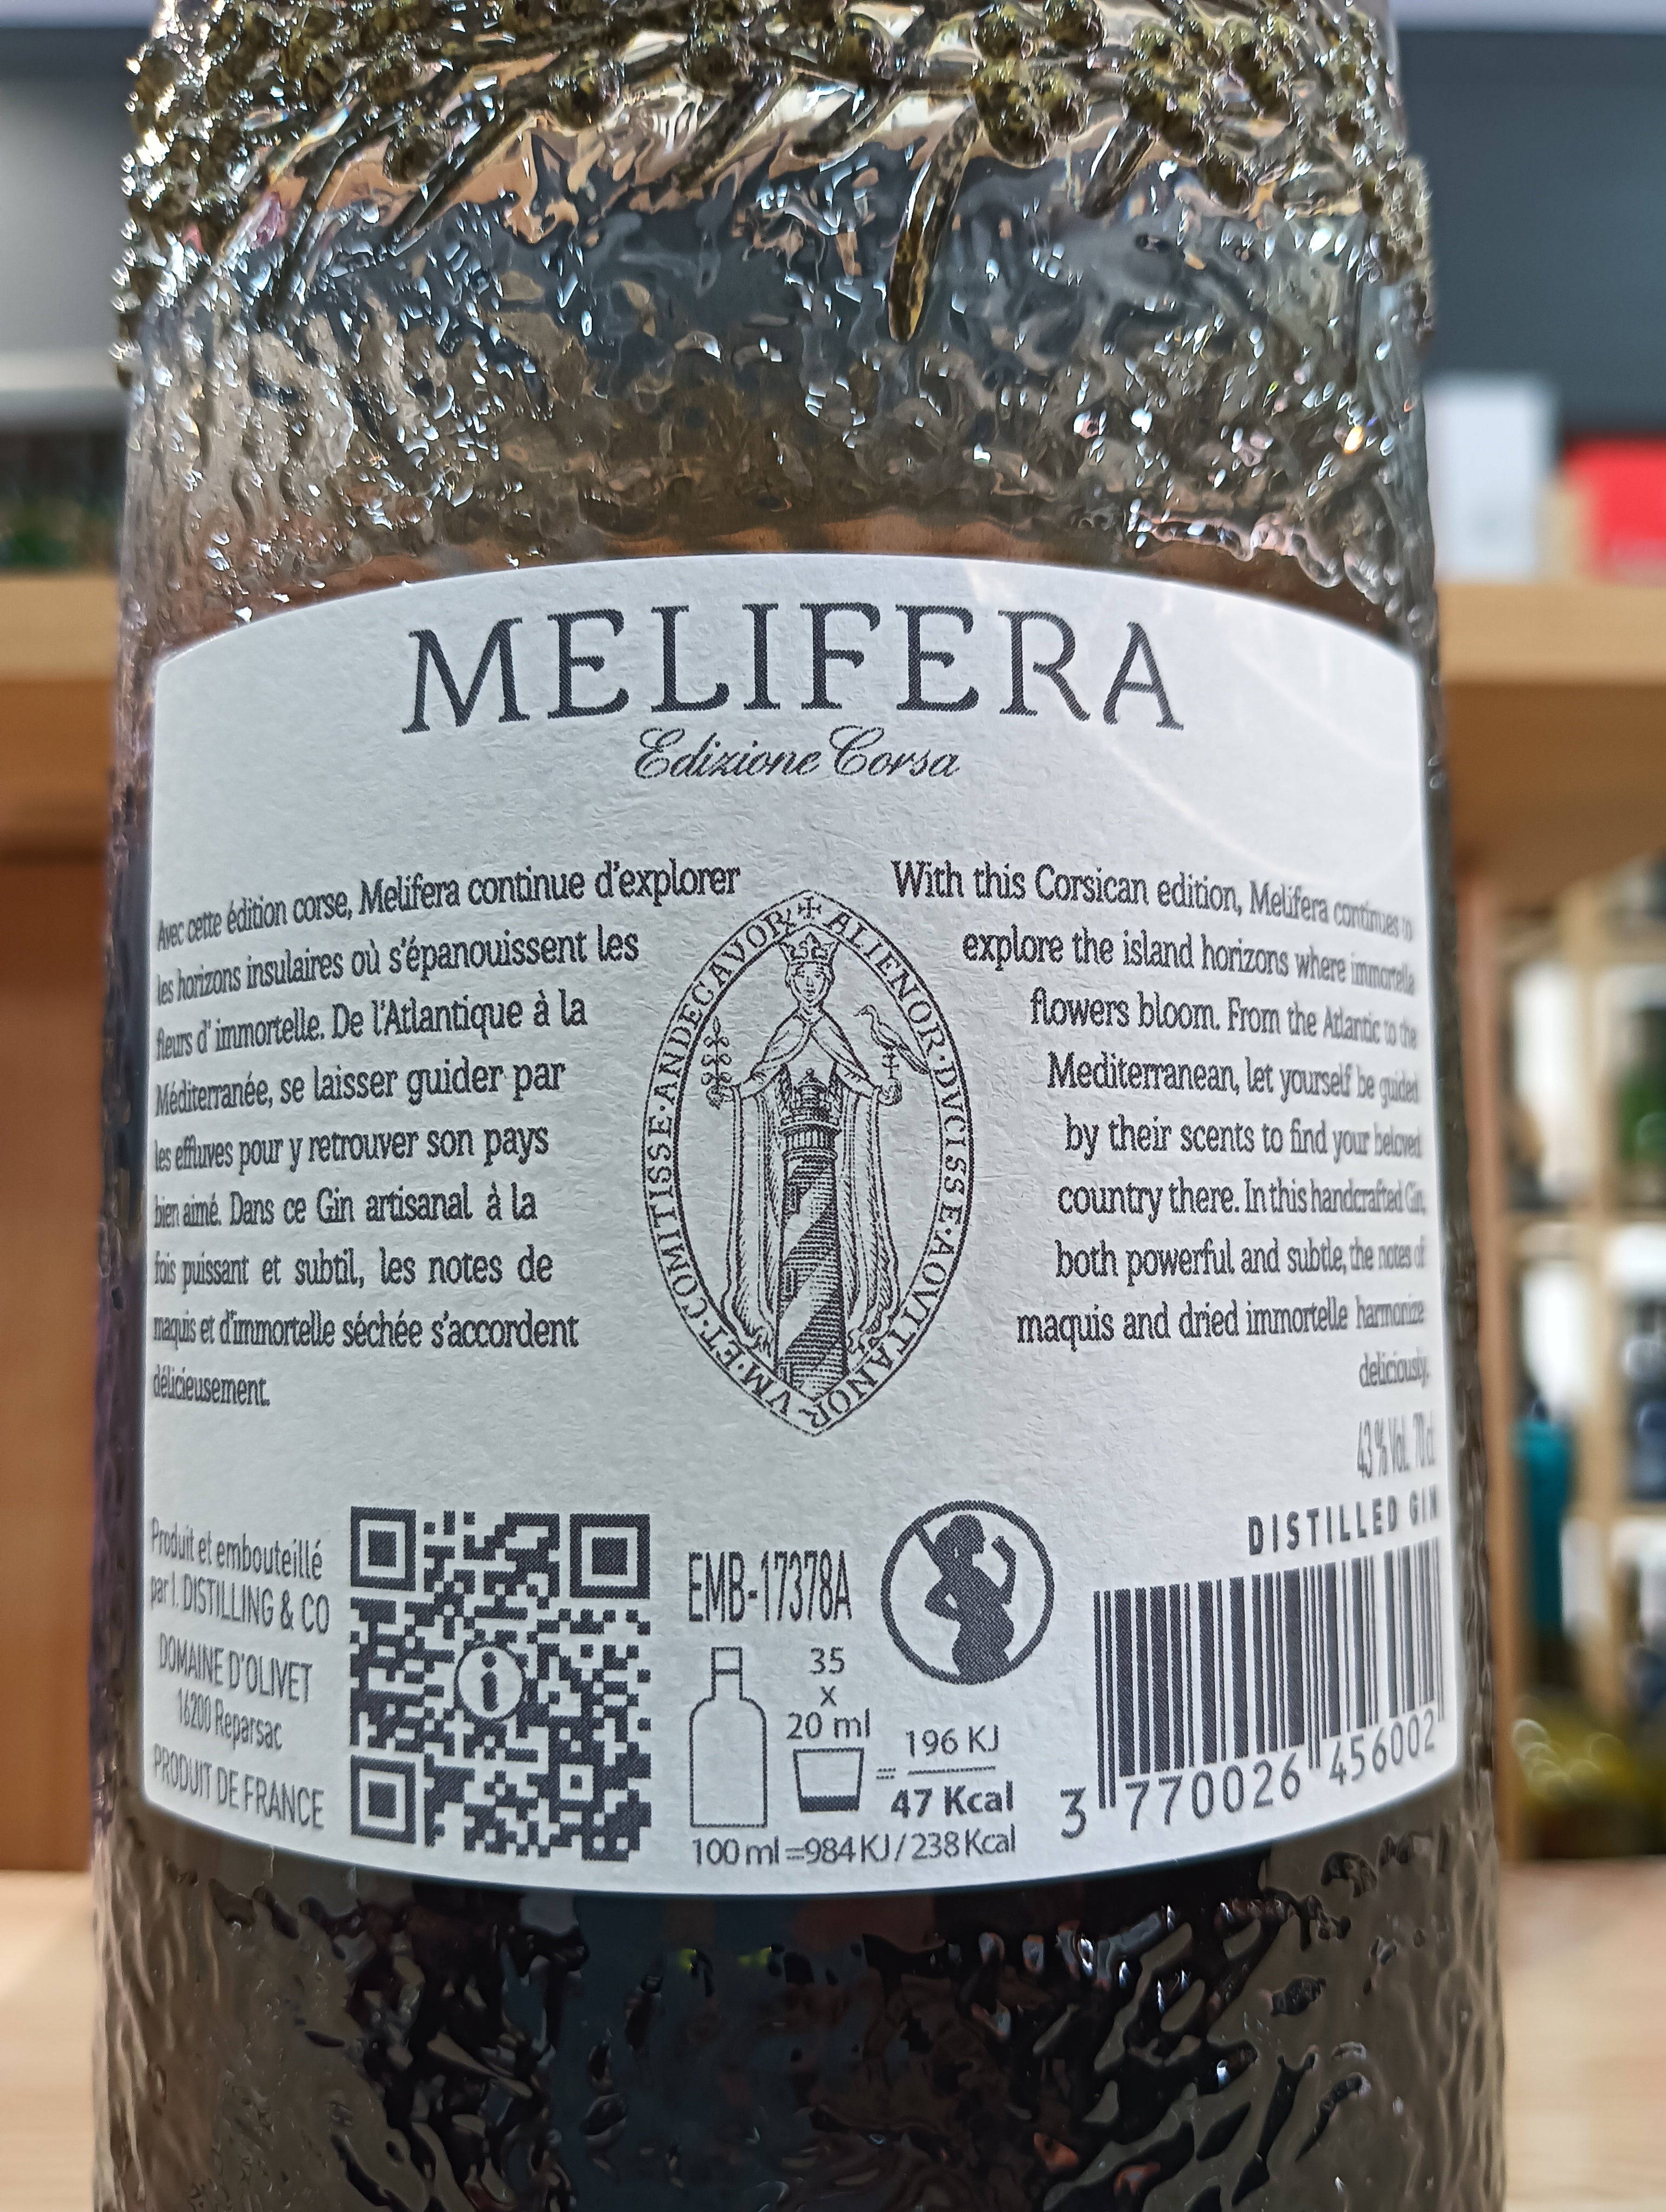 MELIFERA
Edizione Corsa
Avec cette édition corse, Melifera continue d'explorer
les horizons insulaires où s'épanouissent les
fleurs d'immortelle. De l'Atlantique à la
Méditerranée, se laisser guider par
les effluves pour y retrouver son pays
bien aimé. Dans ce Gin artisanal à la
fois puissant et subtil, les notes de
maquis et d'immortelle séchée s'accordent
délicieusement.
✢ ALIENOR·DVCISSE·AQVITANOR VM·ET·COMITISSE·ANDEGAVOR
With this Corsican edition, Melifera continues to
explore the island horizons where immortelle
flowers bloom. From the Atlantic to the
Mediterranean, let yourself be guided
by their scents to find your beloved
country there. In this handcrafted Gin,
both powerful and subtle, the notes of
maquis and dried immortelle harmonize
deliciously.
43 % Vol. 70 cl
DISTILLED GIN
Produit et embouteillé
par I. DISTILLING & CO
DOMAINE D'OLIVET
16200 Reparsac
PRODUIT DE FRANCE
i
EMB-17378A
35
x
20 ml
=
196 KJ
47 Kcal
100 ml =984 KJ / 238 Kcal
3 770026 456002